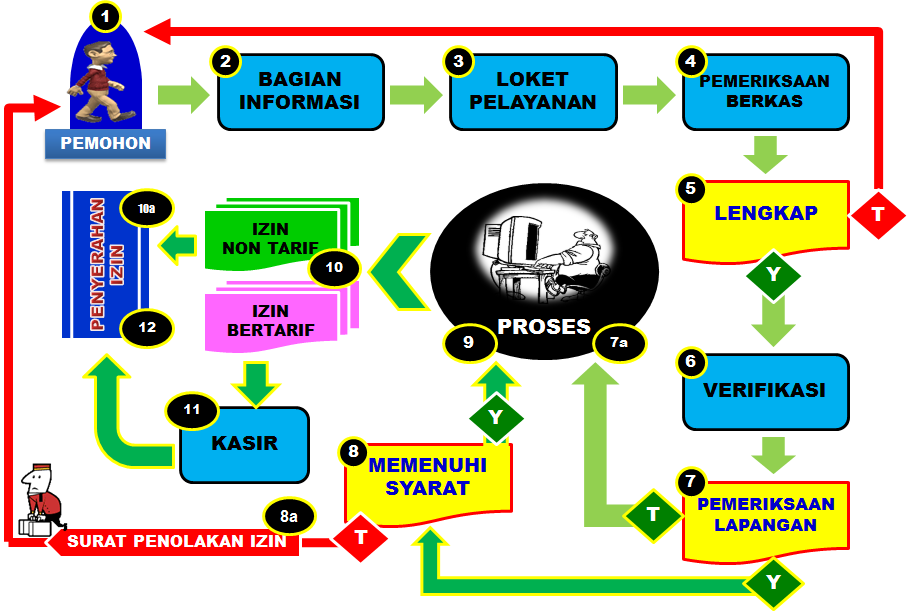 1
PEMOHON
2
BAGIAN
INFORMASI
3
LOKET
PELAYANAN
4
PEMERIKSAAN
BERKAS
5
LENGKAP
T
Y
6
VERIFIKASI
7
PEMERIKSAAN
LAPANGAN
T
Y
7a
PROSES
9
Y
8
MEMENUHI
SYARAT
T
8a
SURAT PENOLAKAN IZIN
10
IZIN
NON TARIF
IZIN
BERTARIF
10a
PENYERAHAN
IZIN
12
11
KASIR